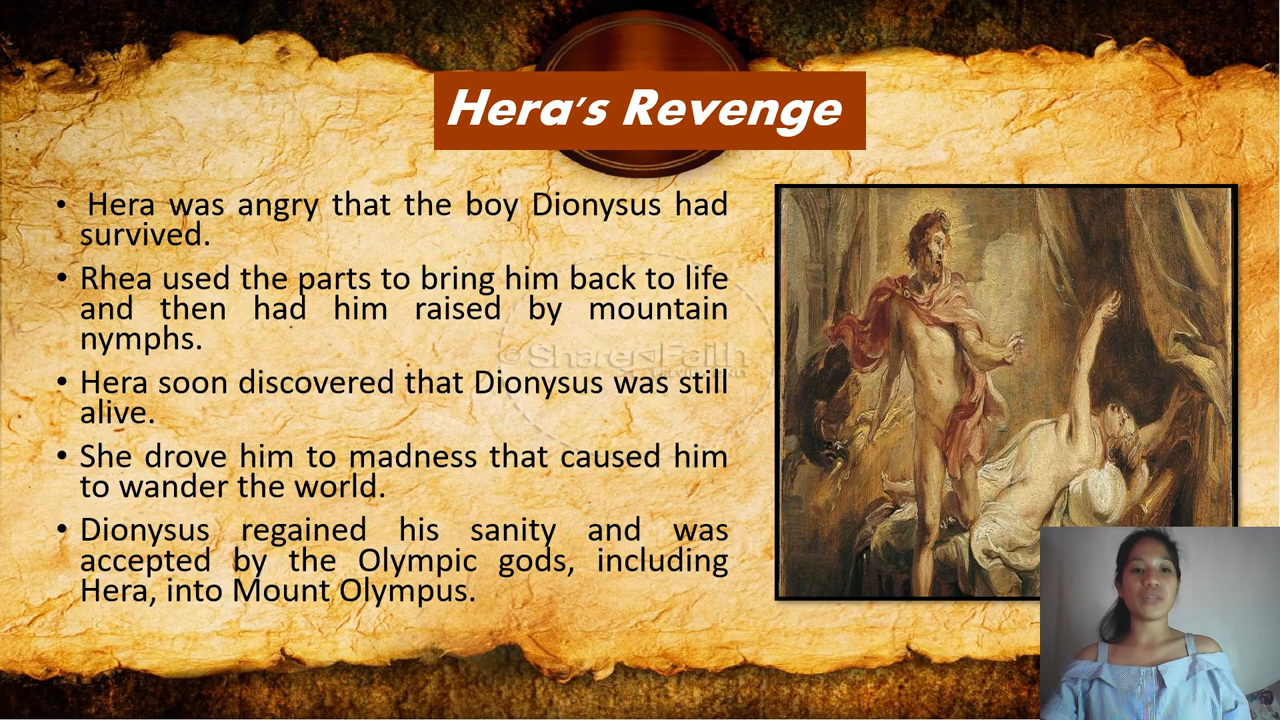 Hera's Revenge
• Hera was angry that the boy Dionysus had
survived.
• Rhea used the parts to bring him back to life
and then had him raised by mountain
nymphs.
• Hera soon discovered that Dionysus was still
alive.
• She drove him to madness that caused him
to wander the world.
• Dionysus regained his sanity and was
accepted by the Olympic gods, including
Hera, into Mount Olympus.
©SharedFaith